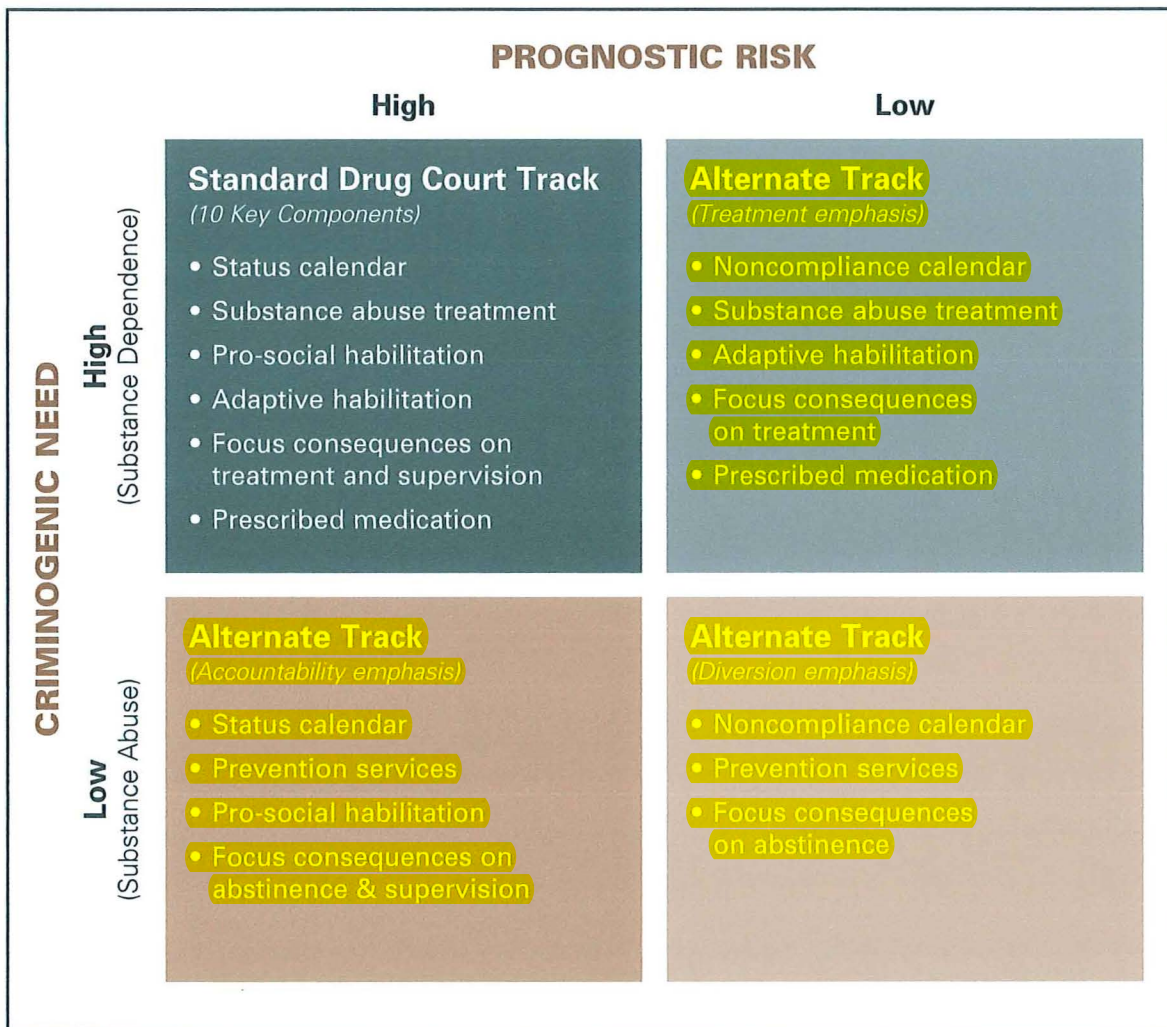 PROGNOSTIC RISK
High
Low
CRIMINOGENIC NEED
High
(Substance Dependence)
Standard Drug Court Track
(10 Key Components)
• Status calendar
• Substance abuse treatment
• Pro-social habilitation
• Adaptive habilitation
• Focus consequences on
treatment and supervision
• Prescribed medication
Alternate Track
(Treatment emphasis)
• Noncompliance calendar
• Substance abuse treatment
• Adaptive habilitation
• Focus consequences
on treatment
• Prescribed medication
Low
(Substance Abuse)
Alternate Track
(Accountability emphasis)
• Status calendar
• Prevention services
• Pro-social habilitation
• Focus consequences on
abstinence & supervision
Alternate Track
(Diversion emphasis)
• Noncompliance calendar
• Prevention services
• Focus consequences
on abstinence